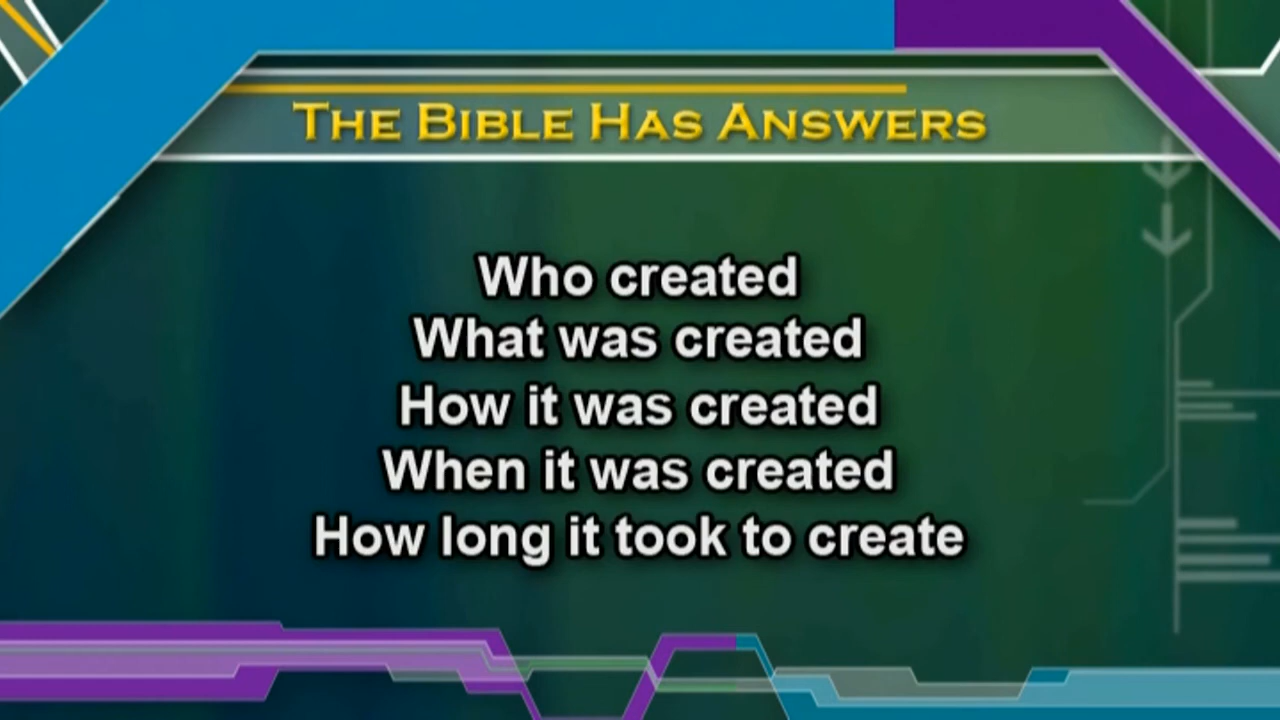 THE BIBLE HAS ANSWERS
Who created
What was created
How it was created
When it was created
How long it took to create